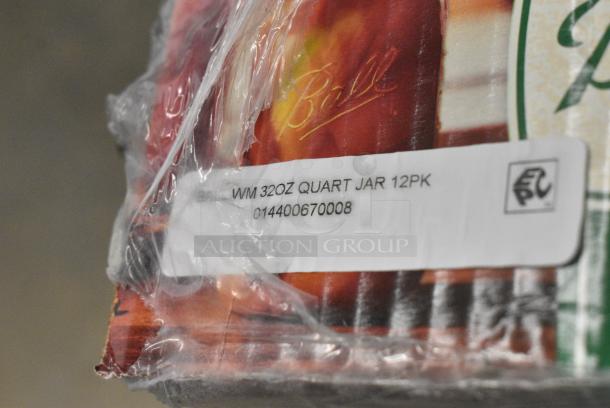 Ball
WM 32OZ QUART JAR 12PK
014400670008
AUCTION GROUP